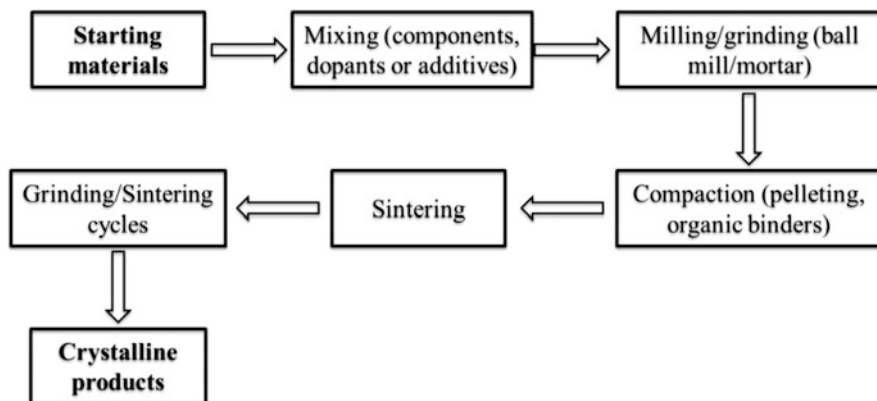 Starting
materials
Mixing (components,
dopants or additives)
Milling/grinding (ball
mill/mortar)
Compaction (pelleting,
organic binders)
Sintering
Grinding/Sintering
cycles
Crystalline
products